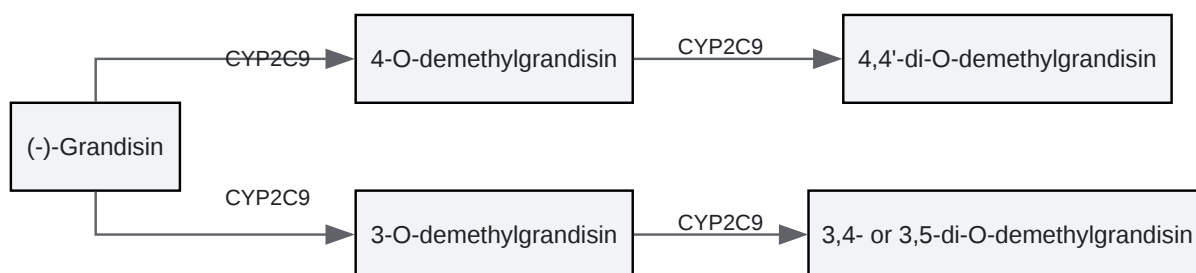 CYP2C9
4-O-demethylgrandisin
CYP2C9
4,4'-di-O-demethylgrandisin
(-)-Grandisin
CYP2C9
3-O-demethylgrandisin
CYP2C9
3,4- or 3,5-di-O-demethylgrandisin